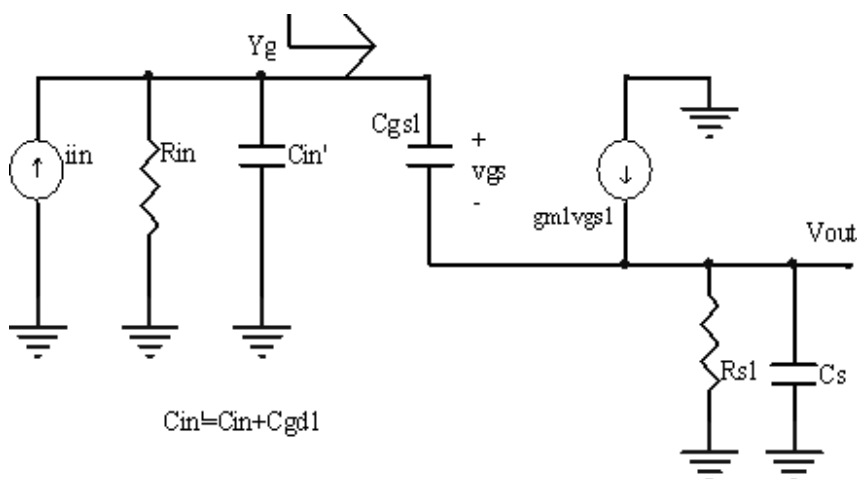 Yg
Cgs1
iin
Rin
Cin'
+
vgs
-
gm1vgs1
Vout
Rs1
Cs
Cin'=Cin+Cgd1